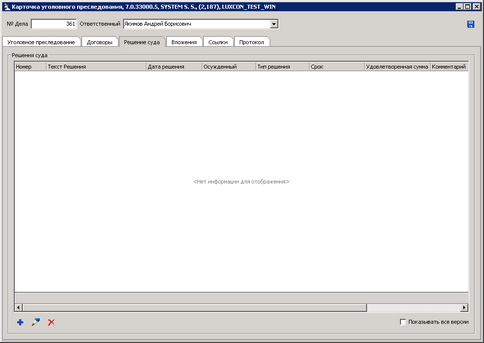 Карточка уголовного преследования, 7.0.33000.5, SYSTEM S. S., (2,187), LUXCON_TEST_WIN
№ Дела 361 Ответственный Якимов Андрей Борисович
Уголовное преследование Договоры Решение суда Вложения Ссылки Протокол
Решения суда
Номер Текст Решения Дата решения Осужденный Тип решения Срок Удовлетворенная сумма Комментарий
<Нет информации для отображения>
Показывать все версии